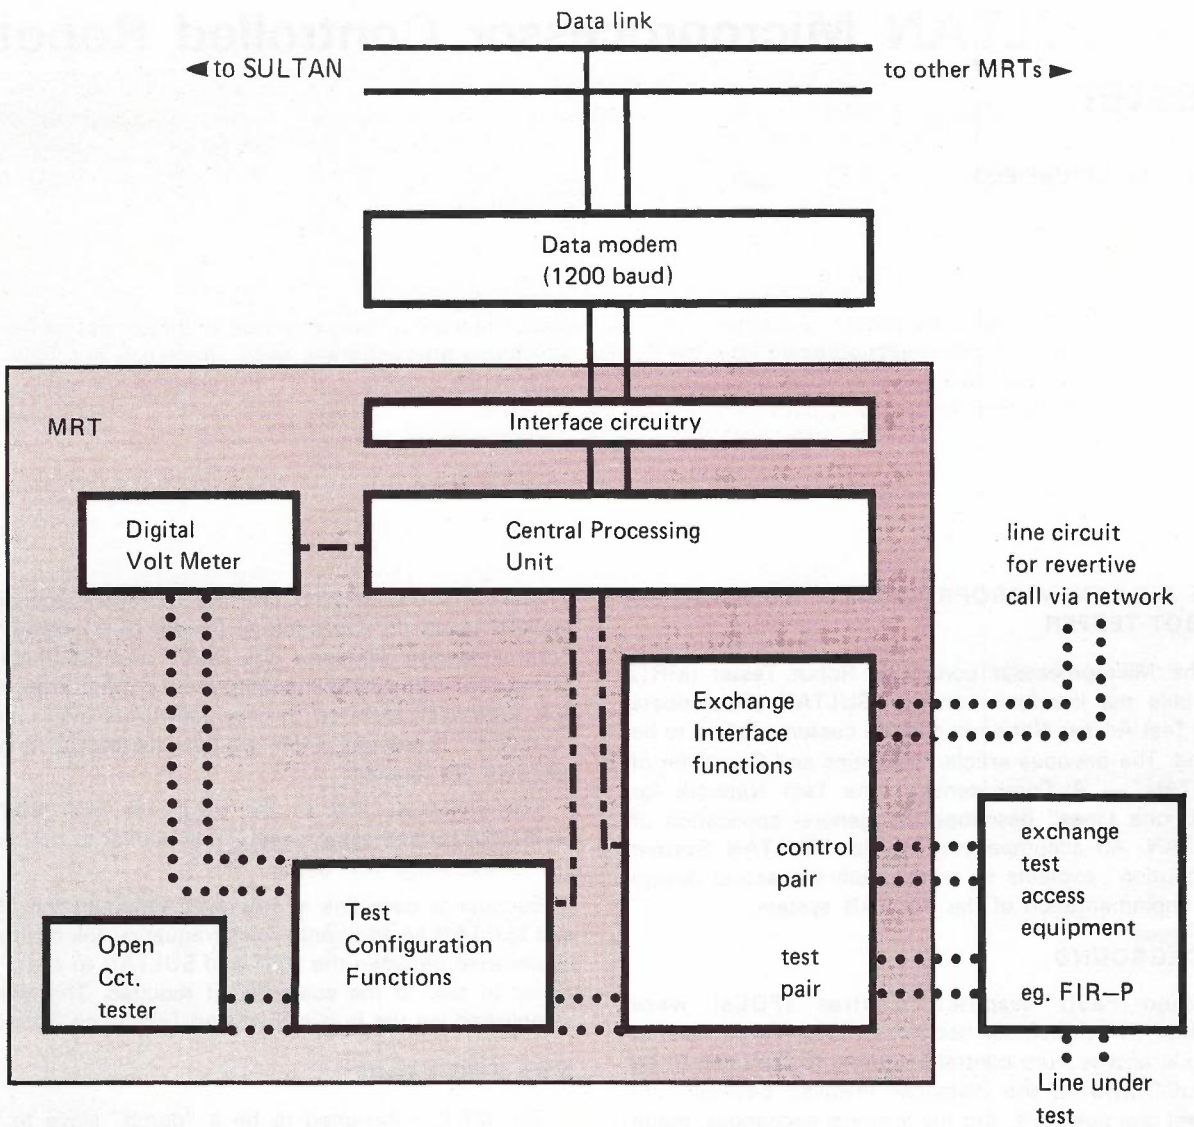 Data link
◄ to SULTAN
to other MRTs ►
Data modem
(1200 baud)
MRT
Interface circuitry
Digital
Volt Meter
Central Processing
Unit
line circuit
for revertive
call via network
Exchange
Interface
functions
control
pair
test
pair
exchange
test
access
equipment
eg. FIR–P
Test
Configuration
Functions
Open
Cct.
tester
Line under
test